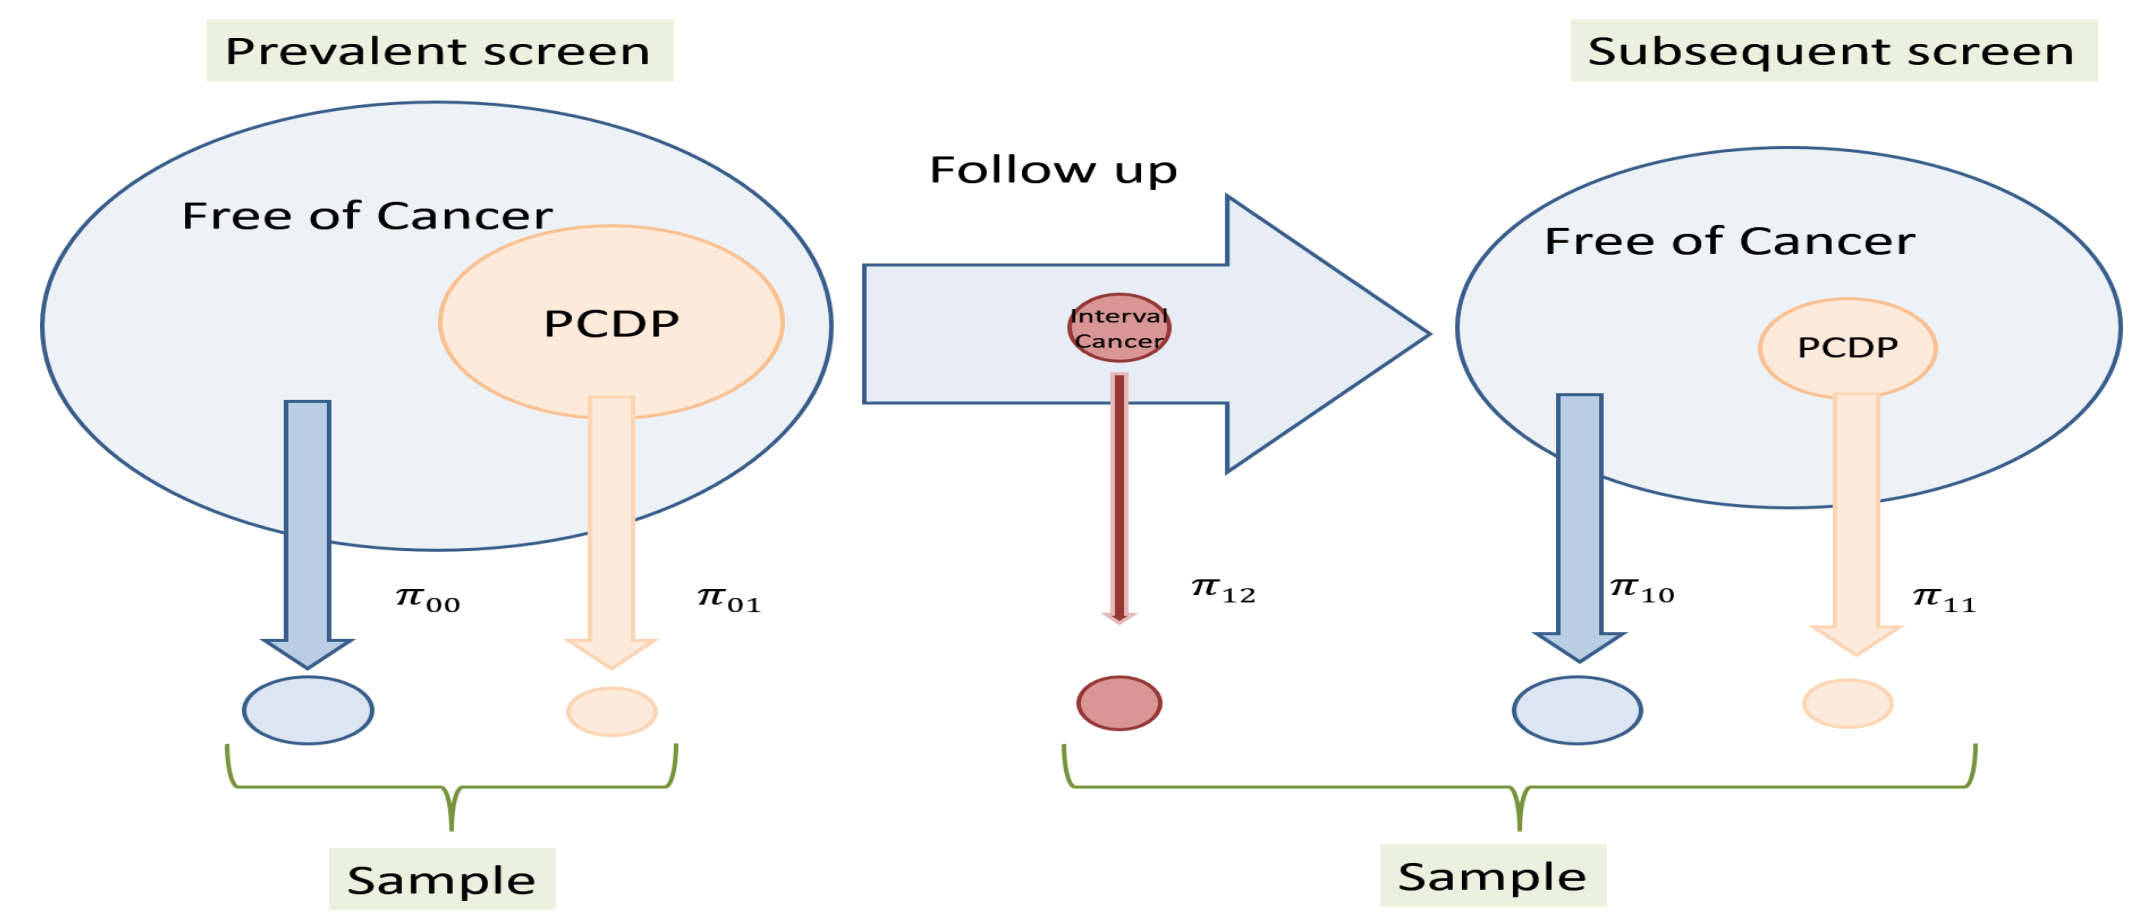 Prevalent screen
Subsequent screen
Follow up
Free of Cancer
Free of Cancer
PCDP
Interval
Cancer
PCDP
π₀₀
π₀₁
π₁₂
π₁₀
π₁₁
Sample
Sample